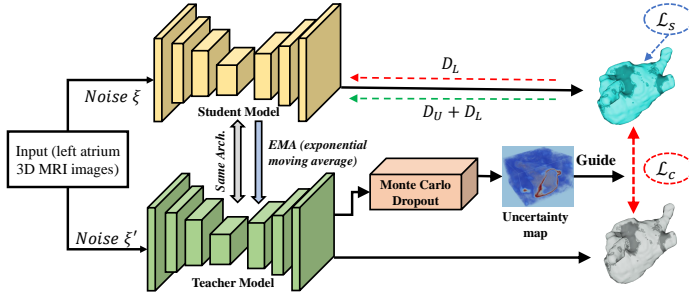 ℒₛ
D_L
Noise ξ
Student Model
D_U + D_L
Input (left atrium
3D MRI images)
Same Arch.
EMA (exponential
moving average)
Monte Carlo
Dropout
Guide
ℒ_c
Uncertainty
map
Noise ξ′
Teacher Model